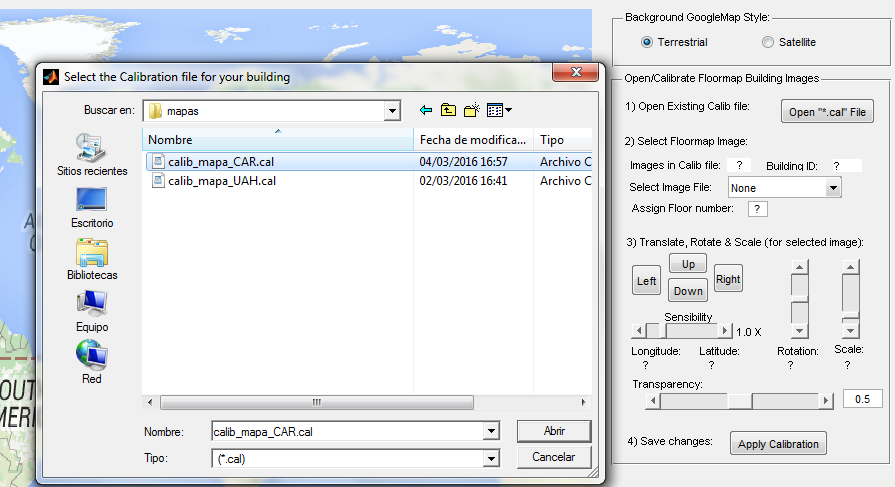 Select the Calibration file for your building
Buscar en:
mapas
Nombre
Fecha de modifica...
Tipo
calib_mapa_CAR.cal
04/03/2016 16:57
Archivo C
calib_mapa_UAH.cal
02/03/2016 16:41
Archivo C
Sitios recientes
Escritorio
Bibliotecas
Equipo
Red
Nombre:
calib_mapa_CAR.cal
Abrir
Tipo:
(*.cal)
Cancelar
OUT
MERI
Background GoogleMap Style:
Terrestrial
Satellite
Open/Calibrate Floormap Building Images
1) Open Existing Calib file:
Open "*.cal" File
2) Select Floormap Image:
Images in Calib file: ?
Building ID: ?
Select Image File:
None
Assign Floor number: ?
3) Translate, Rotate & Scale (for selected image):
Left
Up
Down
Right
Sensibility
1.0 X
Longitude:
?
Latitude:
?
Rotation:
?
Scale:
?
Transparency:
0.5
4) Save changes:
Apply Calibration